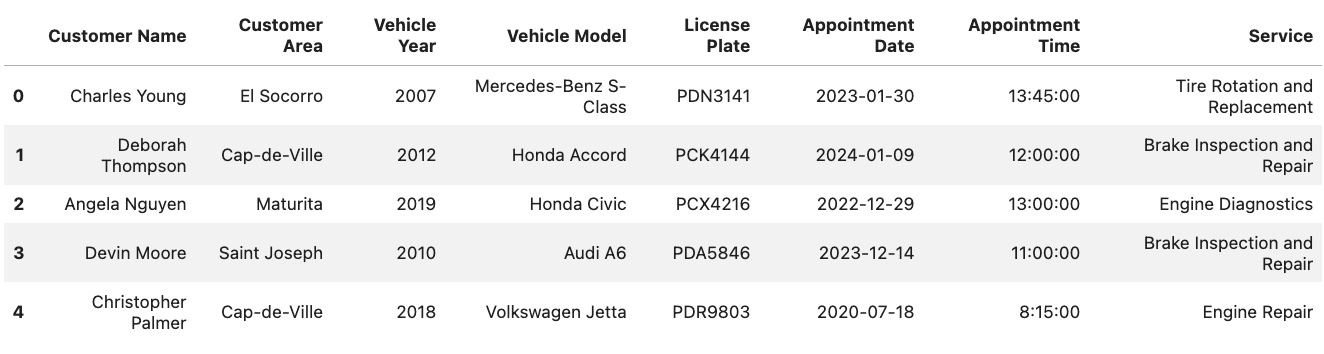 Customer Name Customer Area Vehicle Year Vehicle Model License Plate Appointment Date Appointment Time Service
0 Charles Young El Socorro 2007 Mercedes-Benz S-Class PDN3141 2023-01-30 13:45:00 Tire Rotation and Replacement
1 Deborah Thompson Cap-de-Ville 2012 Honda Accord PCK4144 2024-01-09 12:00:00 Brake Inspection and Repair
2 Angela Nguyen Maturita 2019 Honda Civic PCX4216 2022-12-29 13:00:00 Engine Diagnostics
3 Devin Moore Saint Joseph 2010 Audi A6 PDA5846 2023-12-14 11:00:00 Brake Inspection and Repair
4 Christopher Palmer Cap-de-Ville 2018 Volkswagen Jetta PDR9803 2020-07-18 8:15:00 Engine Repair